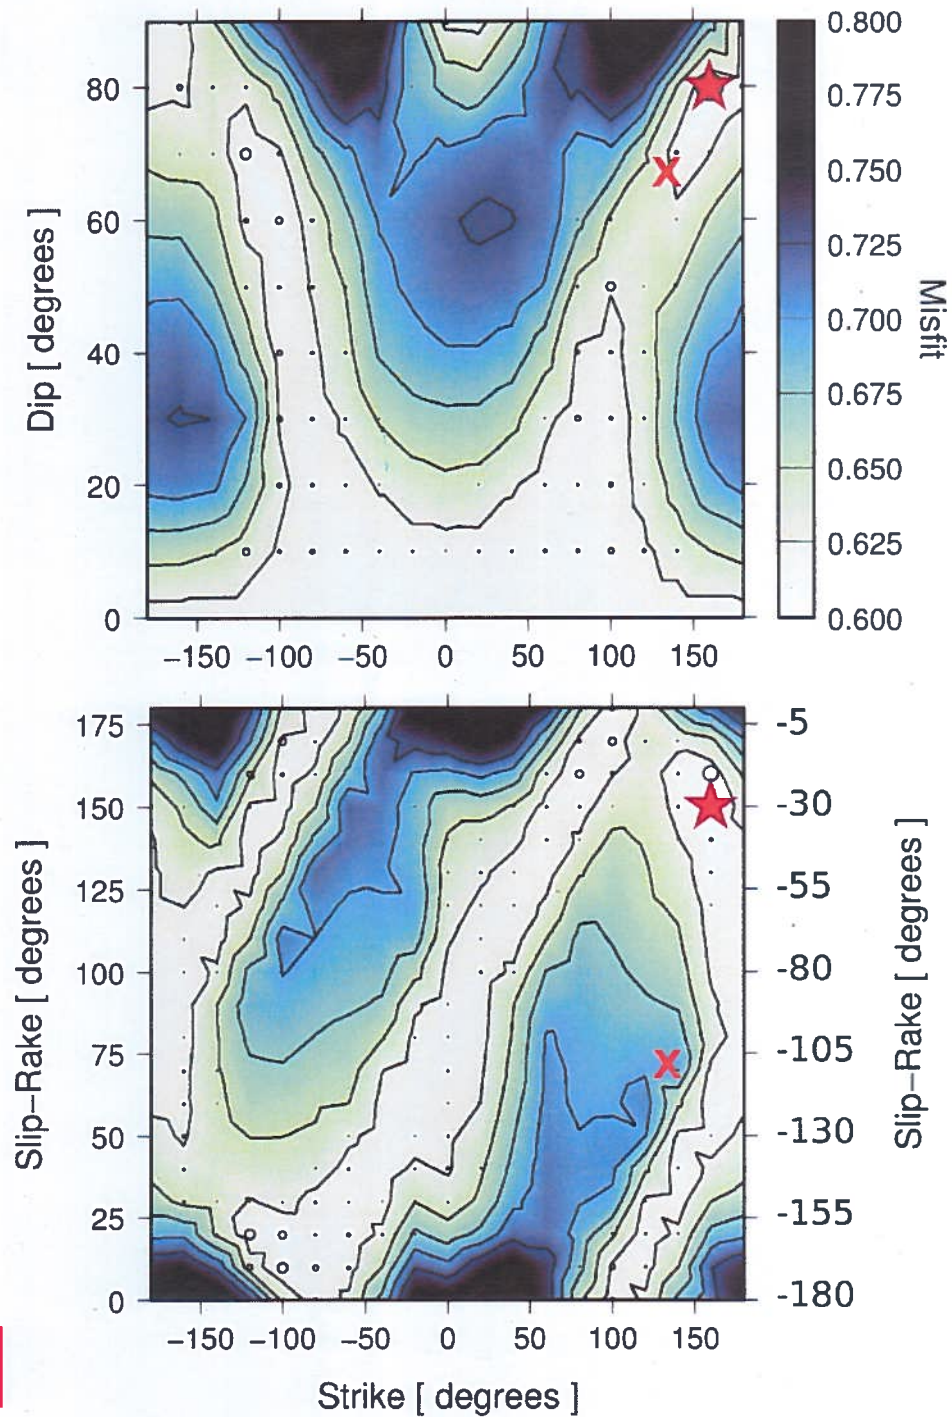 0.800
80
0.775
0.750
60
0.725
0.700
40
0.675
0.650
20
0.625
0
0.600
Dip [ degrees ]
Misfit
−150 −100 −50 0 50 100 150
175 -5
150 -30
125 -55
100 -80
75 -105
50 -130
25 -155
0 -180
Slip−Rake [ degrees ]
Slip−Rake [ degrees ]
X
X
−150 −100 −50 0 50 100 150
Strike [ degrees ]